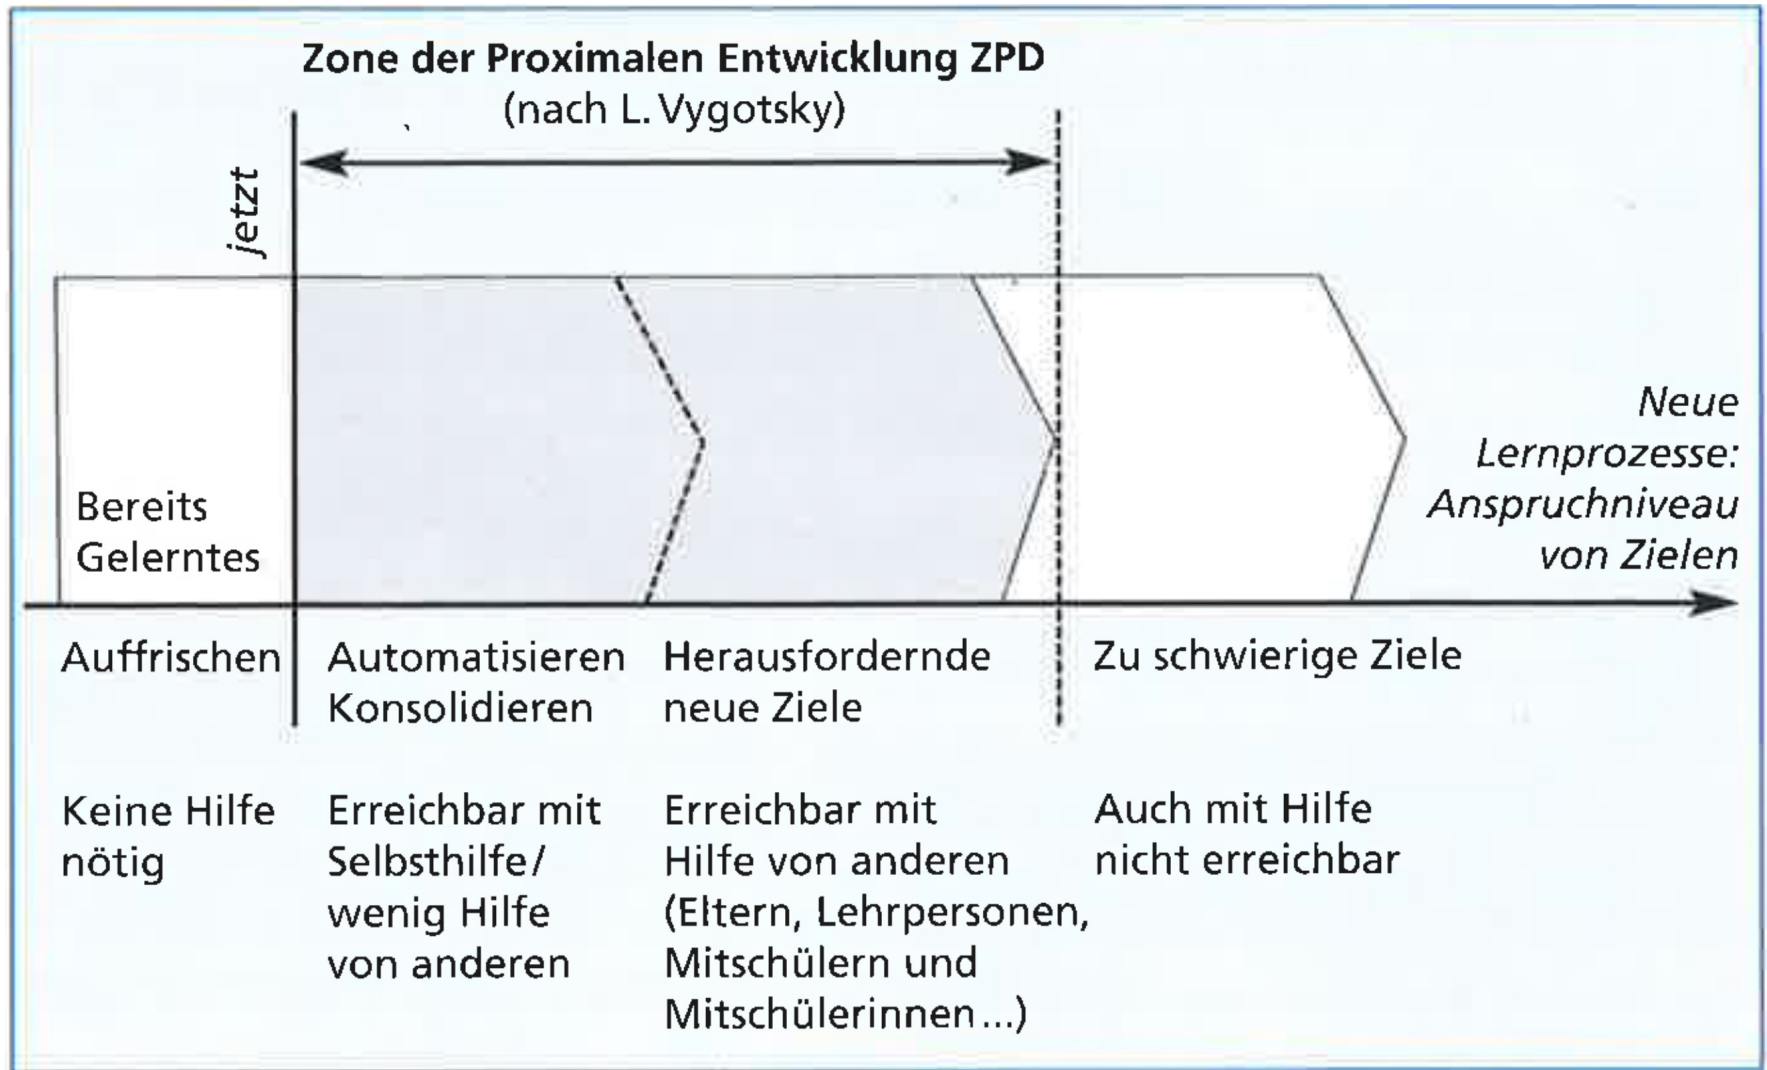 Zone der Proximalen Entwicklung ZPD
(nach L. Vygotsky)
jetzt
Bereits
Gelerntes
Neue
Lernprozesse:
Anspruchniveau
von Zielen
Auffrischen
Automatisieren
Konsolidieren
Herausfordernde
neue Ziele
Zu schwierige Ziele
Keine Hilfe
nötig
Erreichbar mit
Selbsthilfe/
wenig Hilfe
von anderen
Erreichbar mit
Hilfe von anderen
(Eltern, Lehrpersonen,
Mitschülern und
Mitschülerinnen...)
Auch mit Hilfe
nicht erreichbar